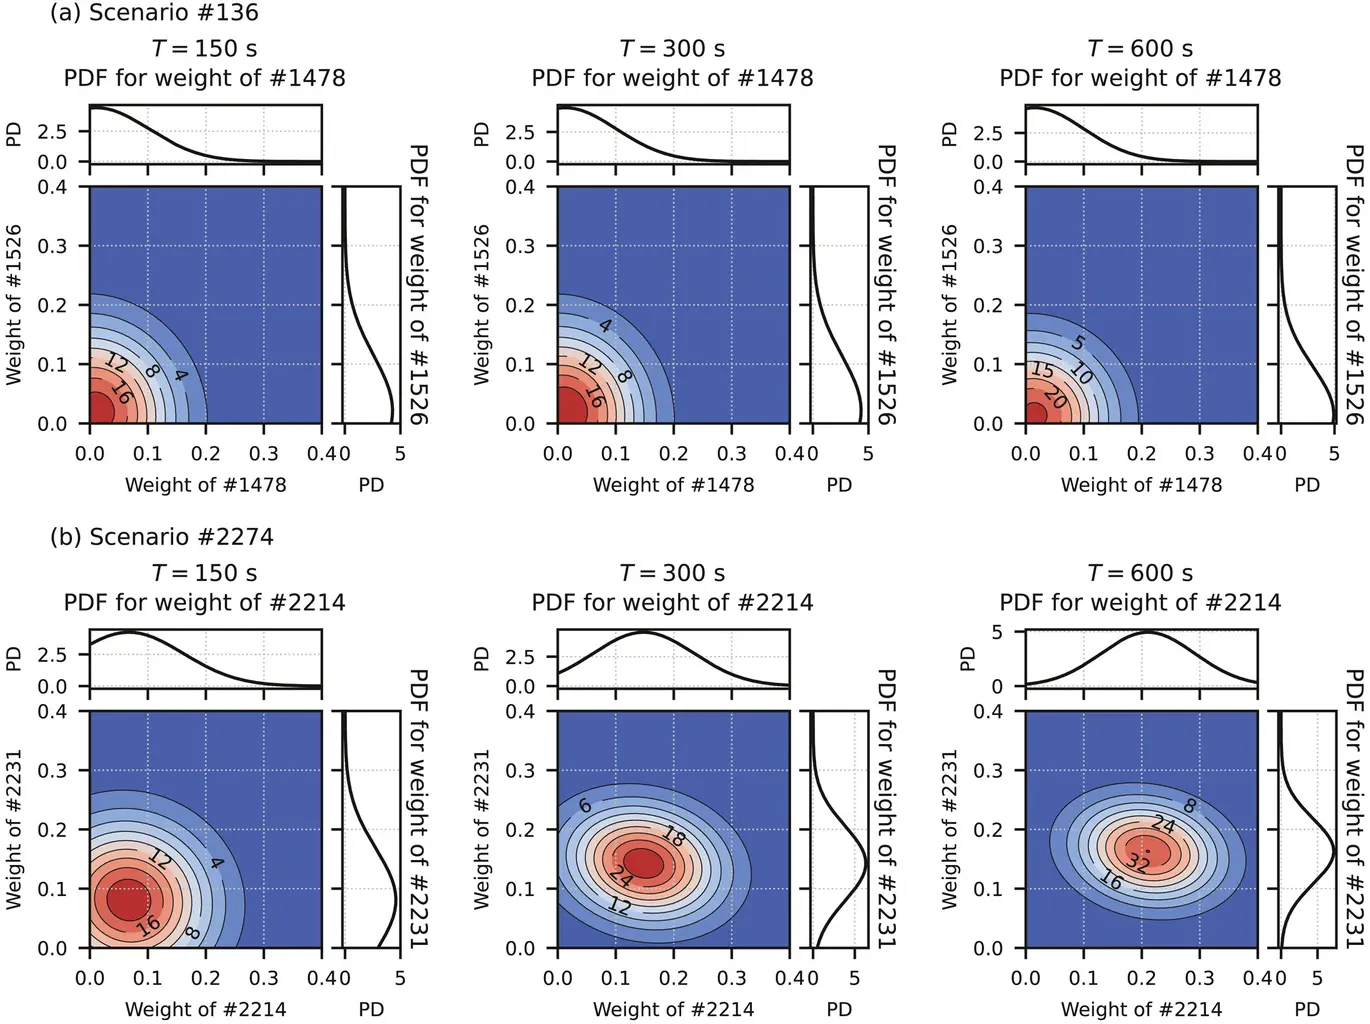 (a) Scenario #136
T = 150 s
PDF for weight of #1478
PD
2.5
0.0
PDF for weight of #1526
Weight of #1526
0.4
0.3
0.2
0.1
0.0
4
8
12
16
0.0 0.1 0.2 0.3 0.4
Weight of #1478
0 5
PD
T = 300 s
PDF for weight of #1478
PD
2.5
0.0
PDF for weight of #1526
Weight of #1526
0.4
0.3
0.2
0.1
0.0
4
8
12
16
0.0 0.1 0.2 0.3 0.4
Weight of #1478
0 5
PD
T = 600 s
PDF for weight of #1478
PD
2.5
0.0
PDF for weight of #1526
Weight of #1526
0.4
0.3
0.2
0.1
0.0
5
10
15
20
0.0 0.1 0.2 0.3 0.4
Weight of #1478
0 5
PD
(b) Scenario #2274
T = 150 s
PDF for weight of #2214
PD
2.5
0.0
PDF for weight of #2231
Weight of #2231
0.4
0.3
0.2
0.1
0.0
4
8
12
16
0.0 0.1 0.2 0.3 0.4
Weight of #2214
0 5
PD
T = 300 s
PDF for weight of #2214
PD
2.5
0.0
PDF for weight of #2231
Weight of #2231
0.4
0.3
0.2
0.1
0.0
6
18
24
12
0.0 0.1 0.2 0.3 0.4
Weight of #2214
0 5
PD
T = 600 s
PDF for weight of #2214
PD
5
0
PDF for weight of #2231
Weight of #2231
0.4
0.3
0.2
0.1
0.0
8
24
32
16
0.0 0.1 0.2 0.3 0.4
Weight of #2214
0 5
PD